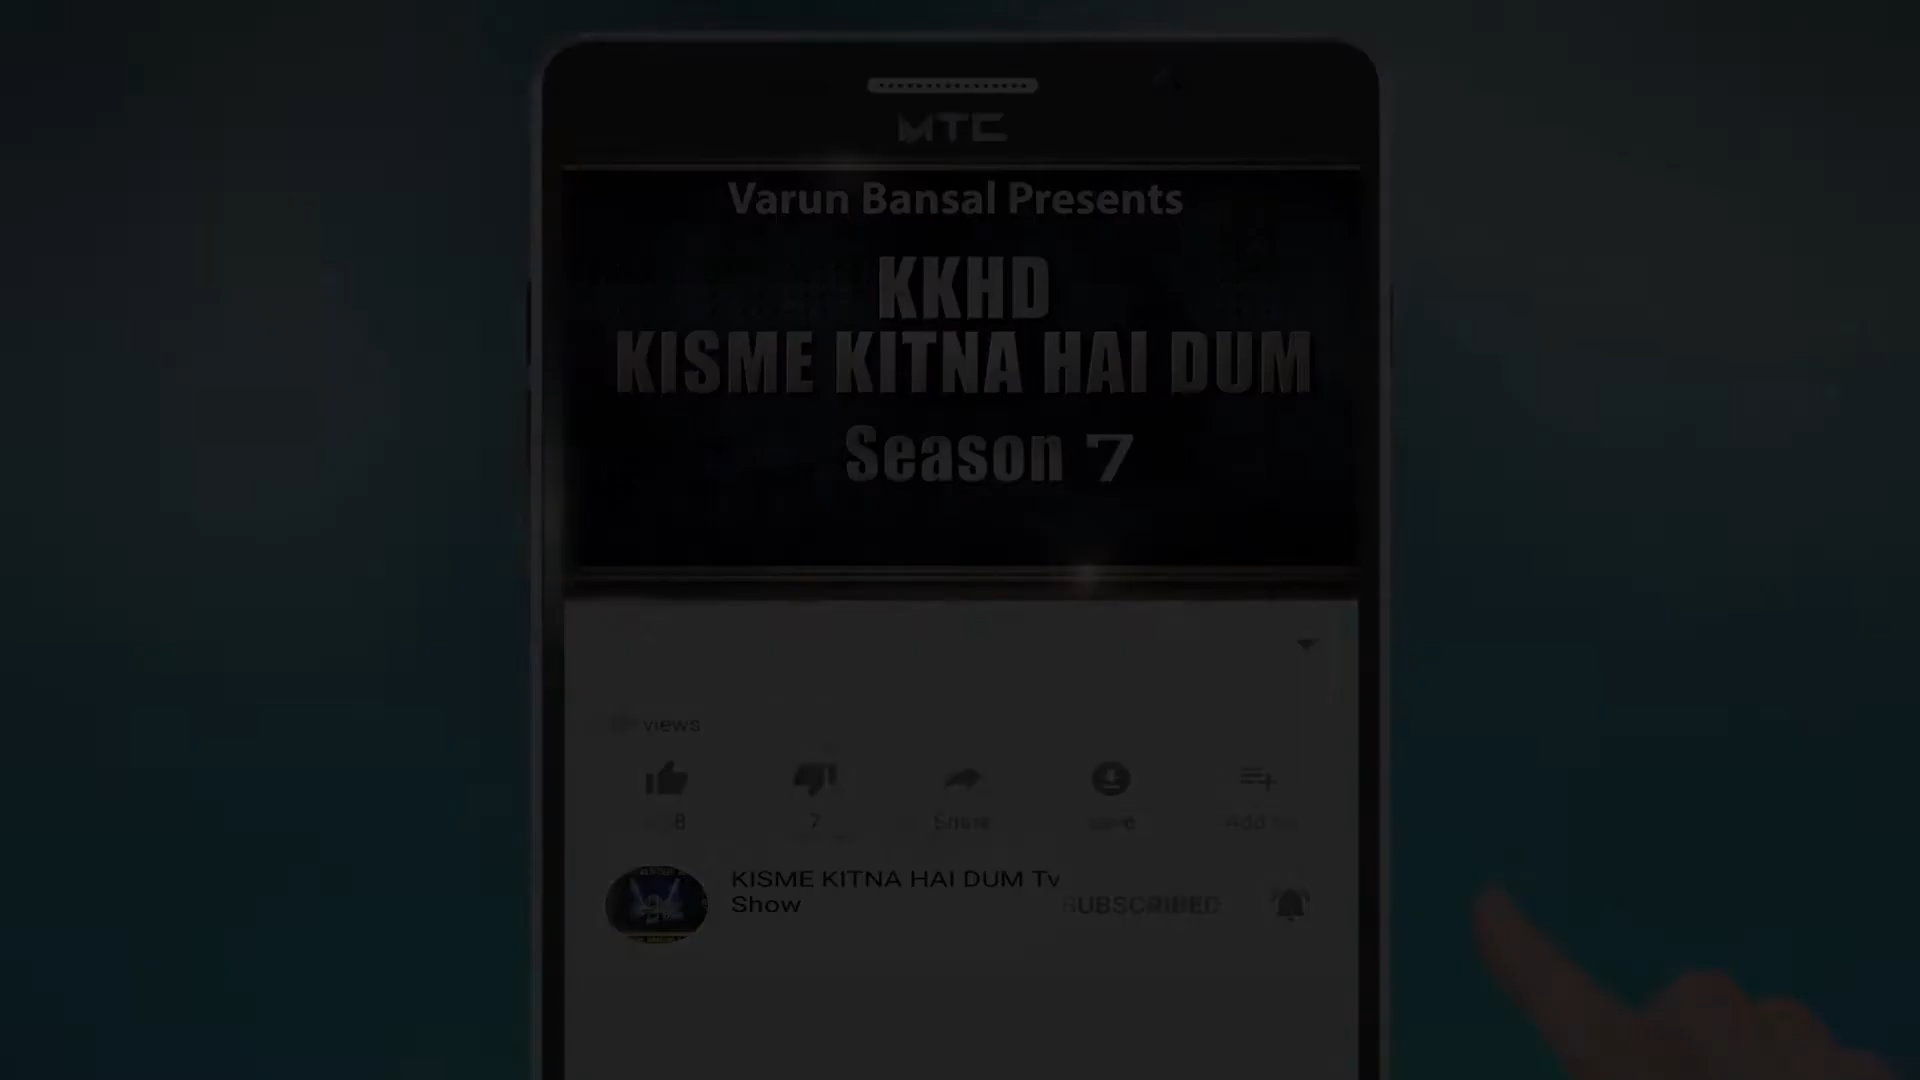 MTC
Varun Bansal Presents
KKHD
KISME KITNA HAI DUM
Season 7
views
8
7
Share
Add
KISME KITNA HAI DUM Tv
Show
SUBSCRIBED